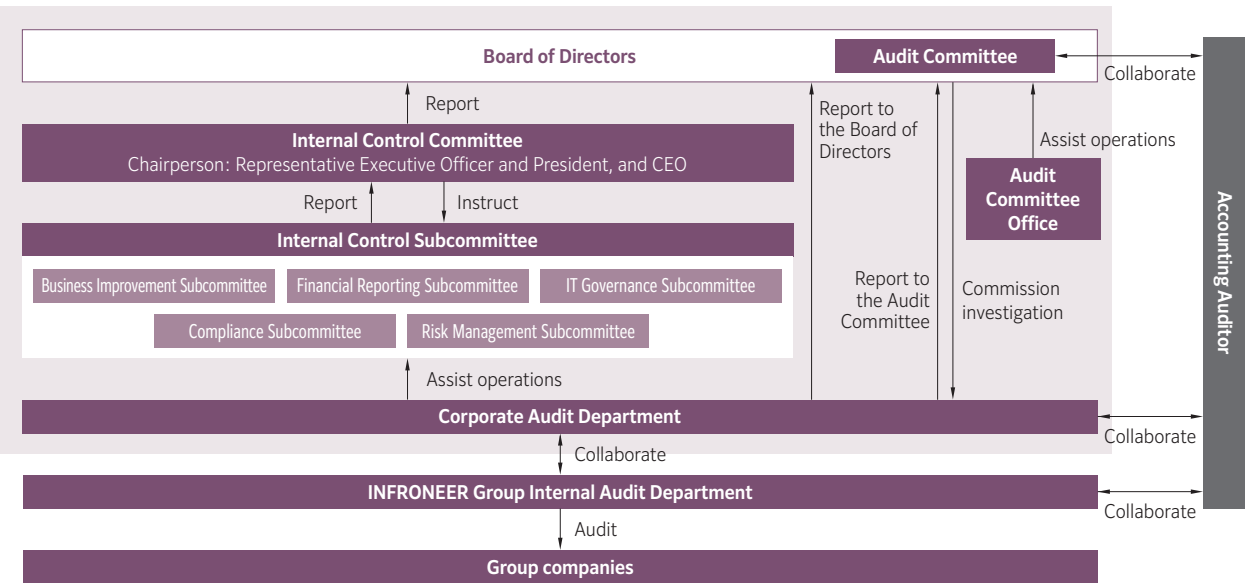 Board of Directors
Audit Committee
Collaborate
Report
Report to
the Board of
Directors
Assist operations
Internal Control Committee
Chairperson: Representative Executive Officer and President, and CEO
Audit
Committee
Office
Report
Instruct
Internal Control Subcommittee
Business Improvement Subcommittee
Financial Reporting Subcommittee
IT Governance Subcommittee
Compliance Subcommittee
Risk Management Subcommittee
Report to
the Audit
Committee
Commission
investigation
Accounting Auditor
Assist operations
Corporate Audit Department
Collaborate
Collaborate
INFRONEER Group Internal Audit Department
Collaborate
Audit
Group companies